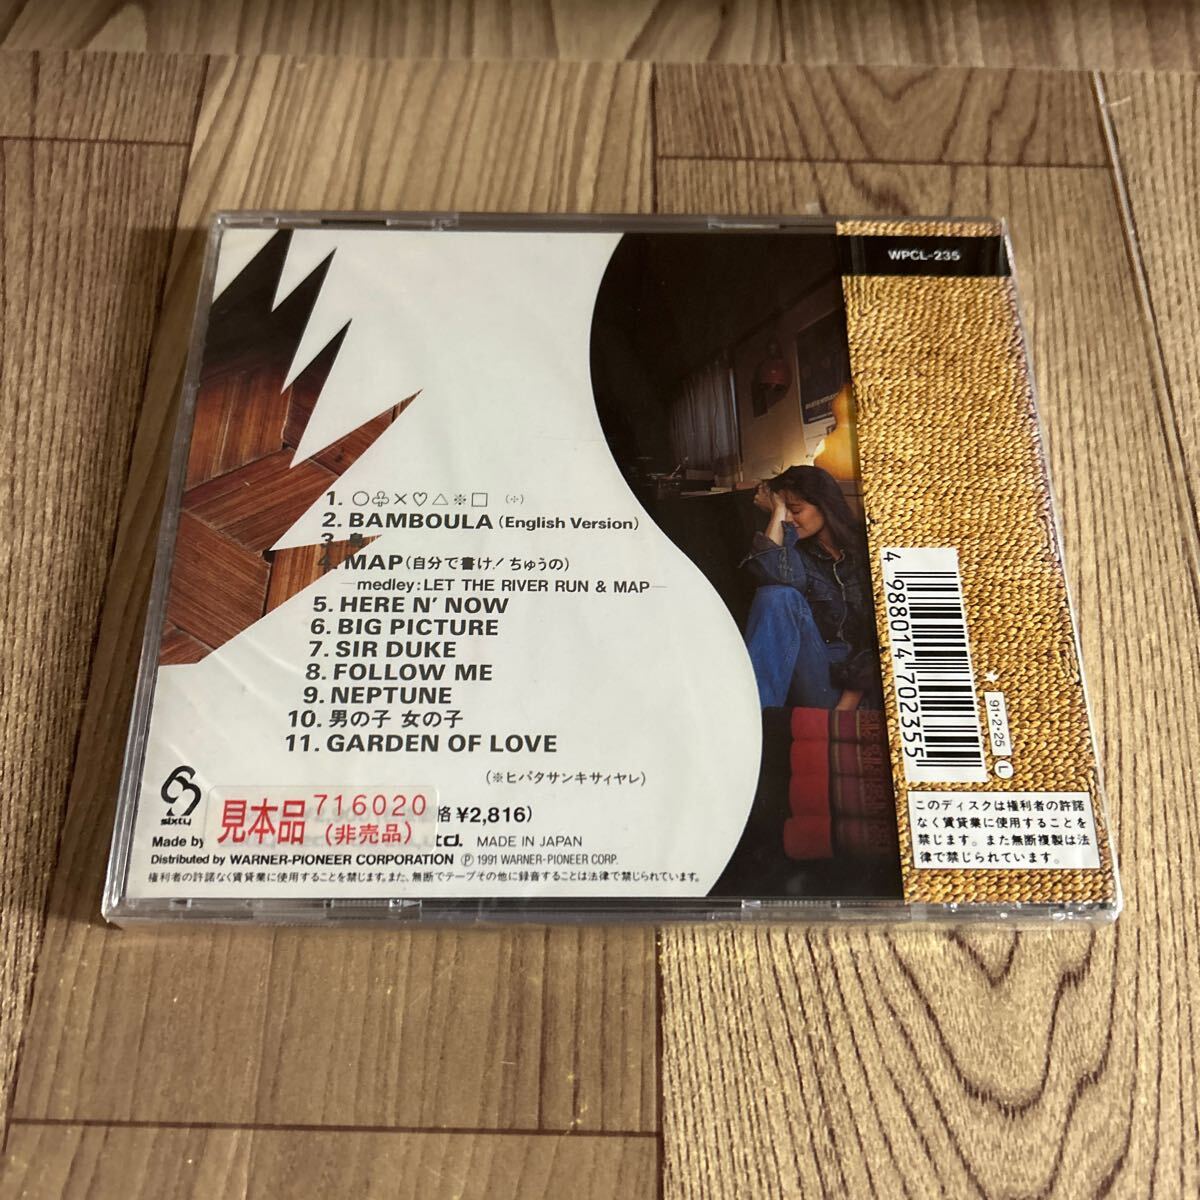 WPCL-235
1. ○♧×♡△※□ (※)
2. BAMBOULA (English Version)
3. 島
4. MAP (自分で書け!ちゅうの)
—medley: LET THE RIVER RUN & MAP—
5. HERE N' NOW
6. BIG PICTURE
7. SIR DUKE
8. FOLLOW ME
9. NEPTUNE
10. 男の子 女の子
11. GARDEN OF LOVE
(※ヒバタサンキサィヤレ)
sixty
見本品 716020
(非売品)
格¥2,816)
Made by
Ltd. MADE IN JAPAN
Distributed by WARNER-PIONEER CORPORATION Ⓟ 1991 WARNER-PIONEER CORP.
権利者の許諾なく賃貸業に使用することを禁じます。また、無断でテープその他に録音することは法律で禁じられています。
4 988014 702355
91・2・25 Ⓛ
このディスクは権利者の許諾
なく賃貸業に使用することを
禁じます。また無断複製は法
律で禁じられています。